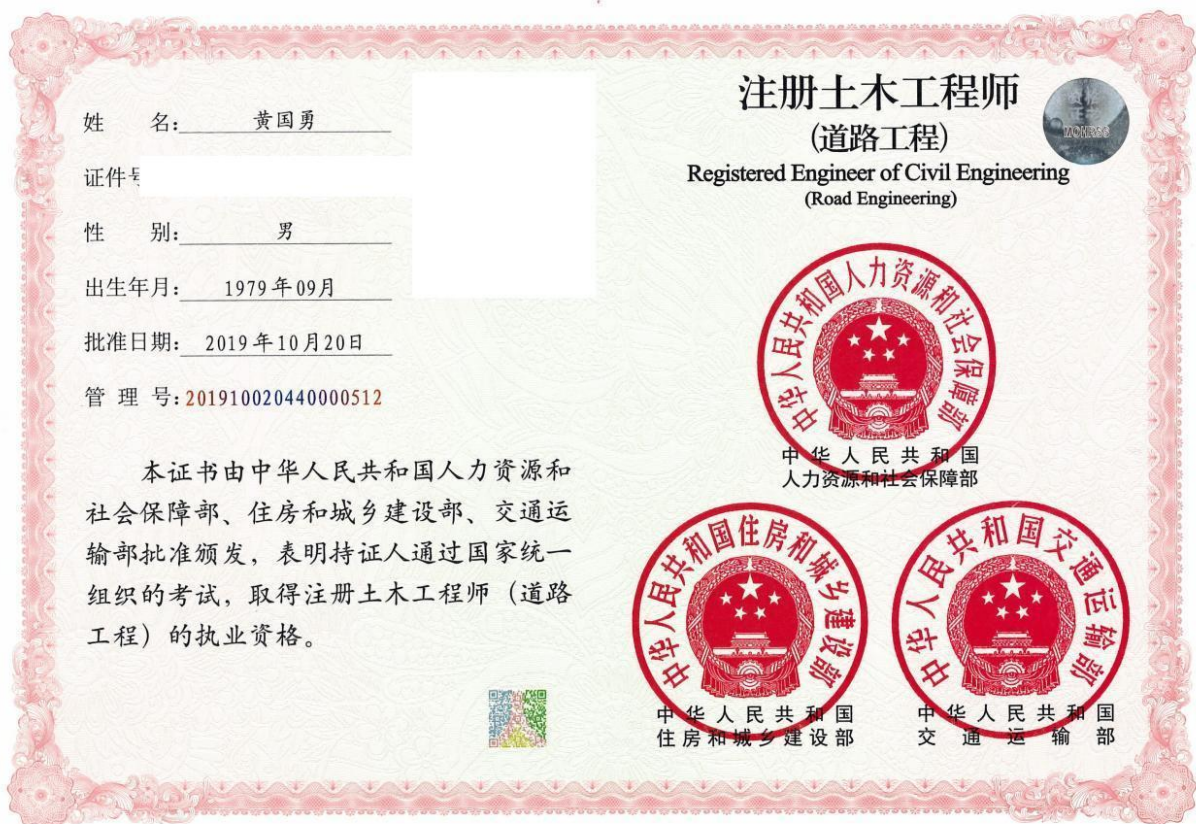 姓 名: 黄国勇
证件号
性 别: 男
出生年月: 1979年09月
批准日期: 2019年10月20日
管 理 号: 201910020440000512
本证书由中华人民共和国人力资源和
社会保障部、住房和城乡建设部、交通运
输部批准颁发，表明持证人通过国家统一
组织的考试，取得注册土木工程师（道路
工程）的执业资格。
注册土木工程师
(道路工程)
Registered Engineer of Civil Engineering
(Road Engineering)
中华人民共和国人力资源和社会保障部
中华人民共和国
人力资源和社会保障部
中华人民共和国住房和城乡建设部
中华人民共和国
住房和城乡建设部
中华人民共和国交通运输部
中华人民共和国
交通运输部